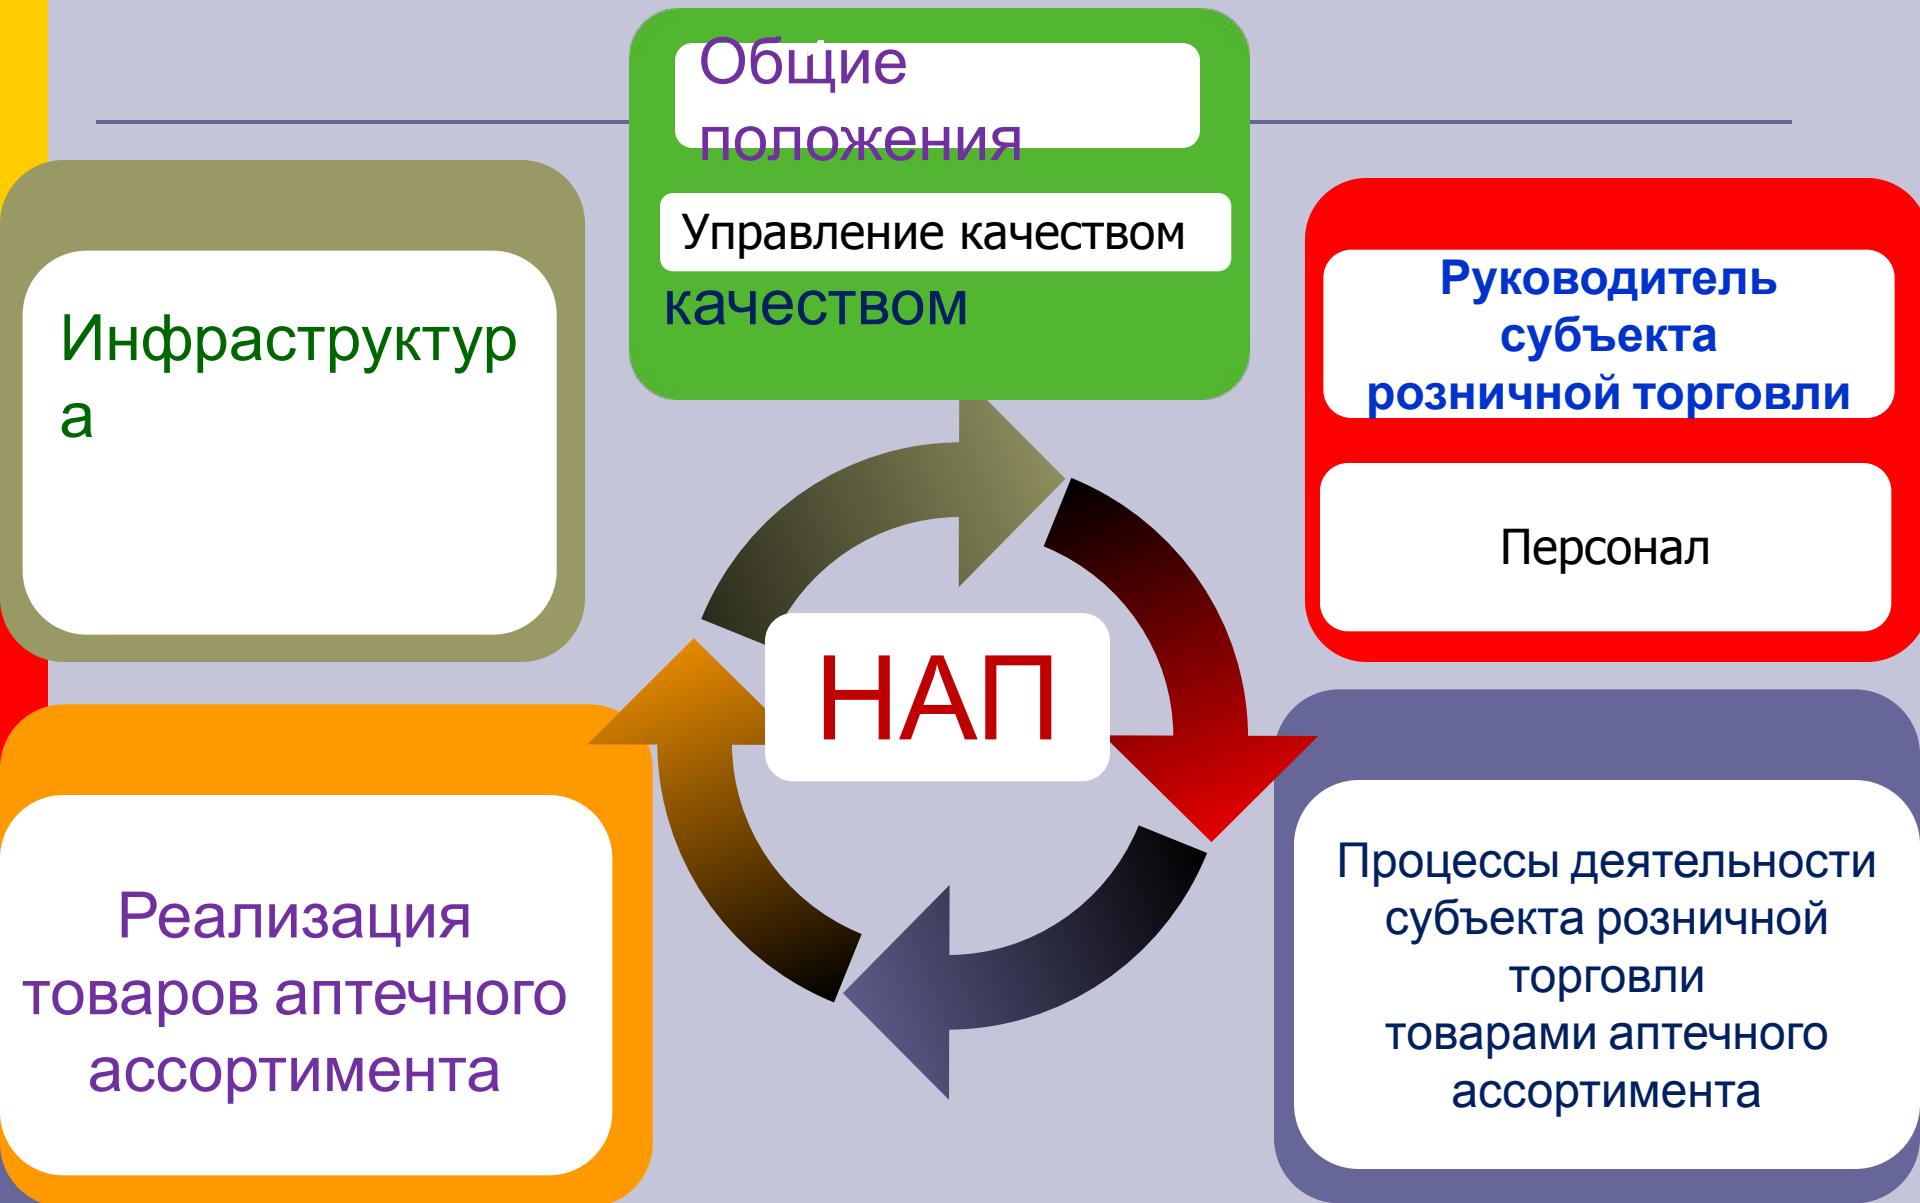 Общие
положения
Управление качеством
качеством
Инфраструктур
а
Руководитель
субъекта
розничной торговли
Персонал
НАП
Реализация
товаров аптечного
ассортимента
Процессы деятельности
субъекта розничной
торговли
товарами аптечного
ассортимента